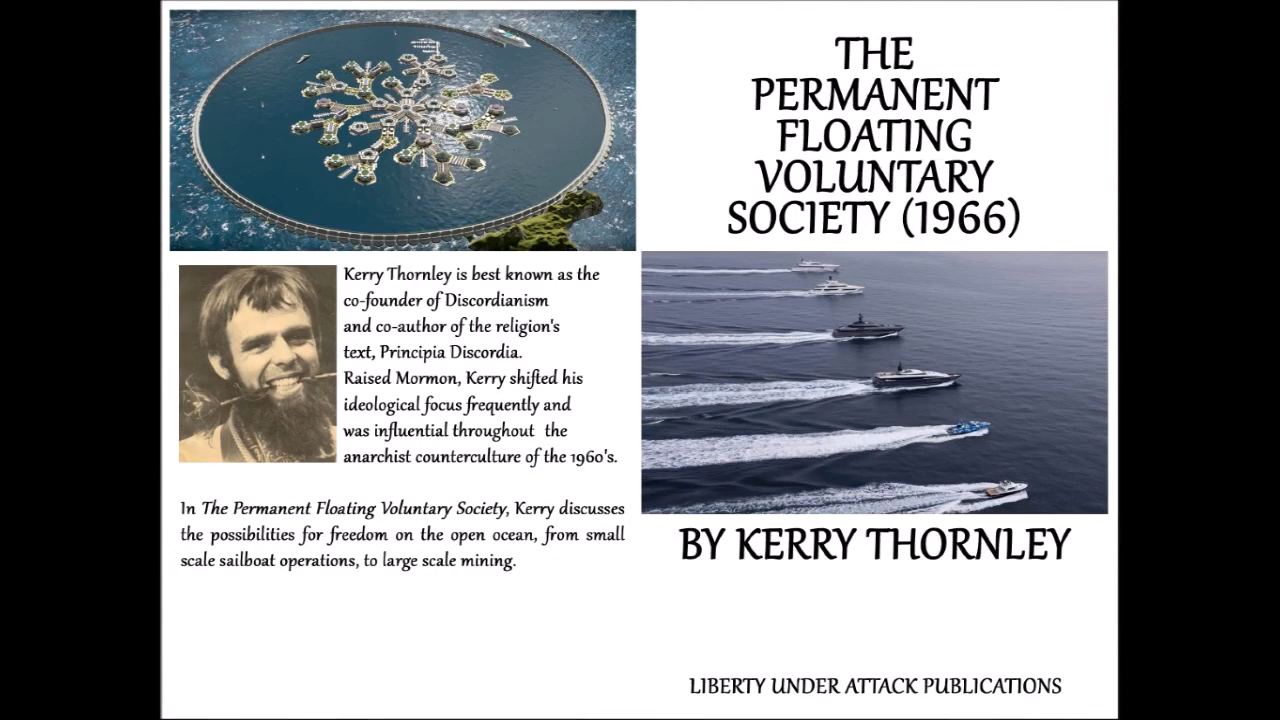 Kerry Thornley is best known as the
co-founder of Discordianism
and co-author of the religion's
text, Principia Discordia.
Raised Mormon, Kerry shifted his
ideological focus frequently and
was influential throughout the
anarchist counterculture of the 1960's.
In The Permanent Floating Voluntary Society, Kerry discusses
the possibilities for freedom on the open ocean, from small
scale sailboat operations, to large scale mining.
THE
PERMANENT
FLOATING
VOLUNTARY
SOCIETY (1966)
BY KERRY THORNLEY
LIBERTY UNDER ATTACK PUBLICATIONS